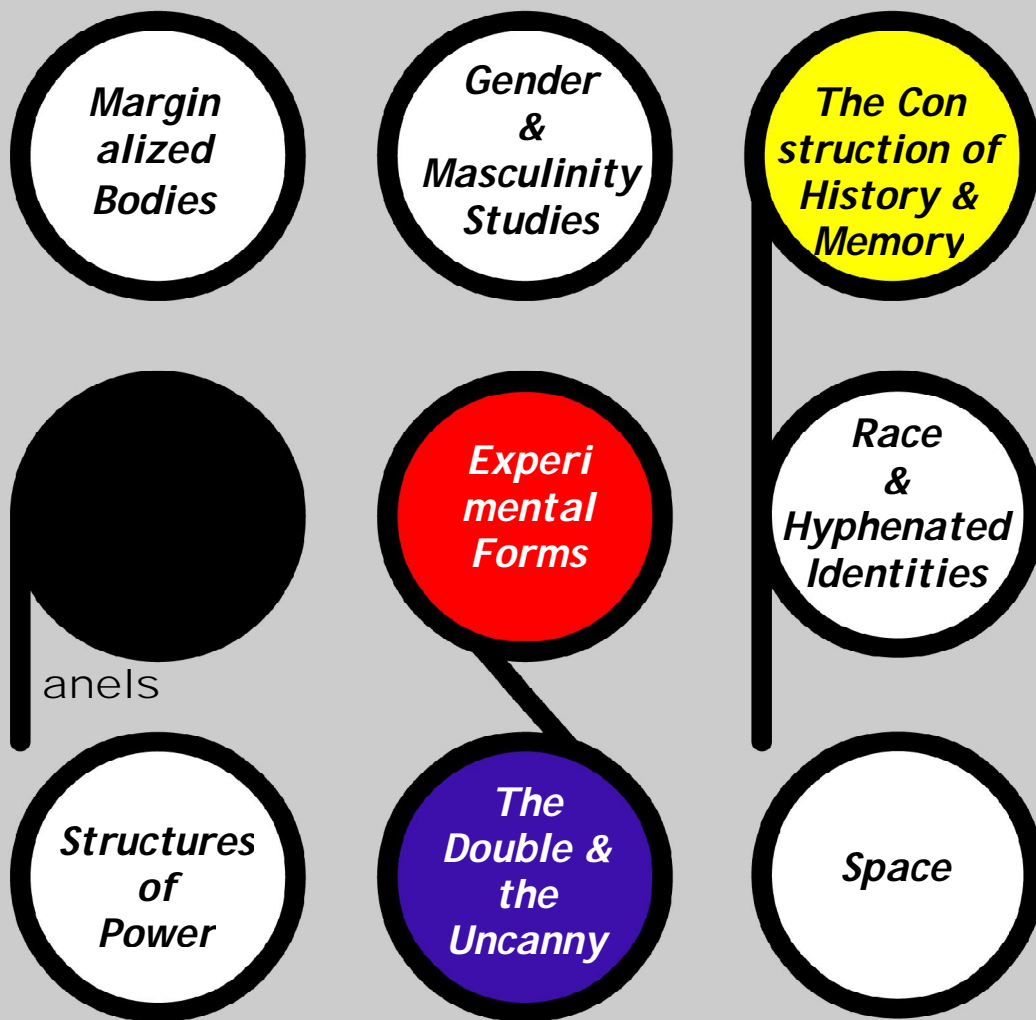 Margin
alized
Bodies
Gender
&
Masculinity
Studies
The Con
struction of
History &
Memory
anels
Experi
mental
Forms
Race
&
Hyphenated
Identities
Structures
of
Power
The
Double &
the
Uncanny
Space